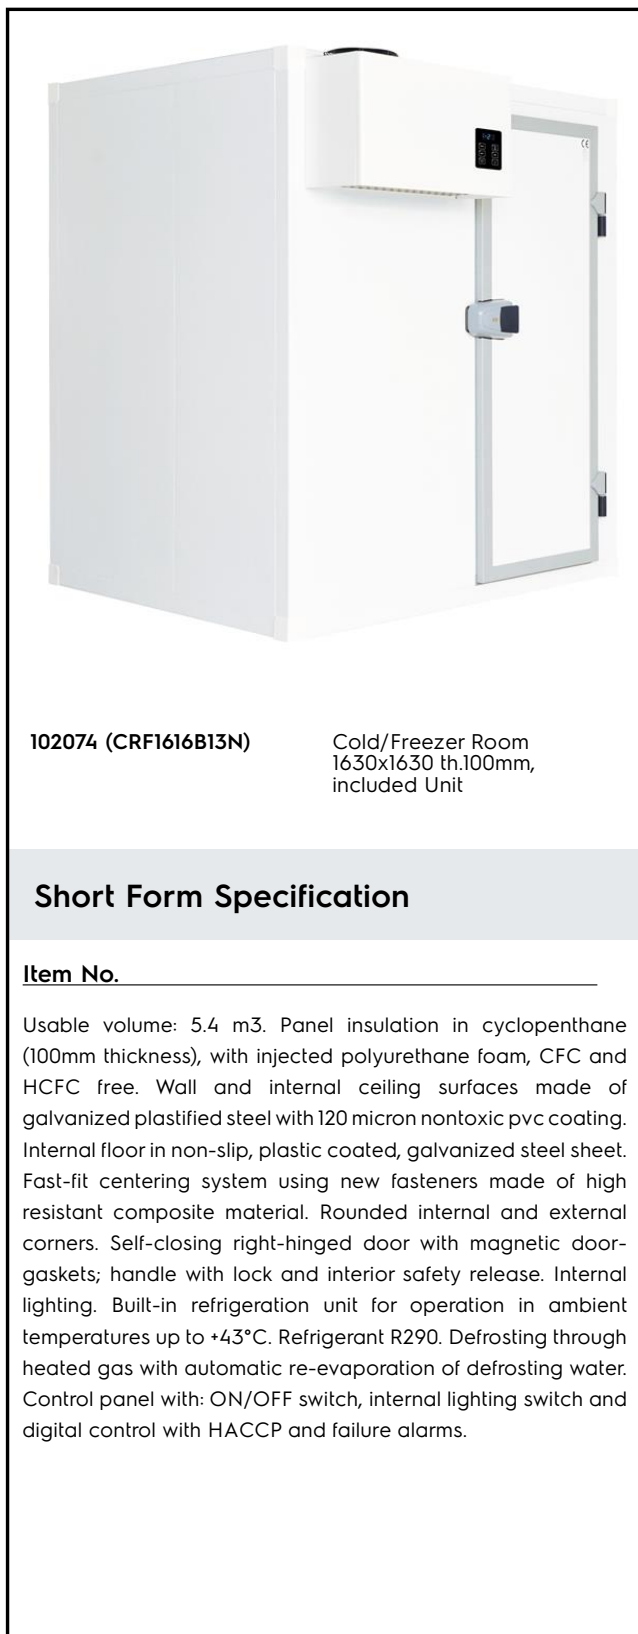 102074 (CRF1616B13N)
Cold/Freezer Room
1630x1630 th.100mm,
included Unit
Short Form Specification
Item No.
Usable volume: 5.4 m3. Panel insulation in cyclopenthane
(100mm thickness), with injected polyurethane foam, CFC and
HCFC free. Wall and internal ceiling surfaces made of
galvanized plastified steel with 120 micron nontoxic pvc coating.
Internal floor in non-slip, plastic coated, galvanized steel sheet.
Fast-fit centering system using new fasteners made of high
resistant composite material. Rounded internal and external
corners. Self-closing right-hinged door with magnetic door-
gaskets; handle with lock and interior safety release. Internal
lighting. Built-in refrigeration unit for operation in ambient
temperatures up to +43°C. Refrigerant R290. Defrosting through
heated gas with automatic re-evaporation of defrosting water.
Control panel with: ON/OFF switch, internal lighting switch and
digital control with HACCP and failure alarms.